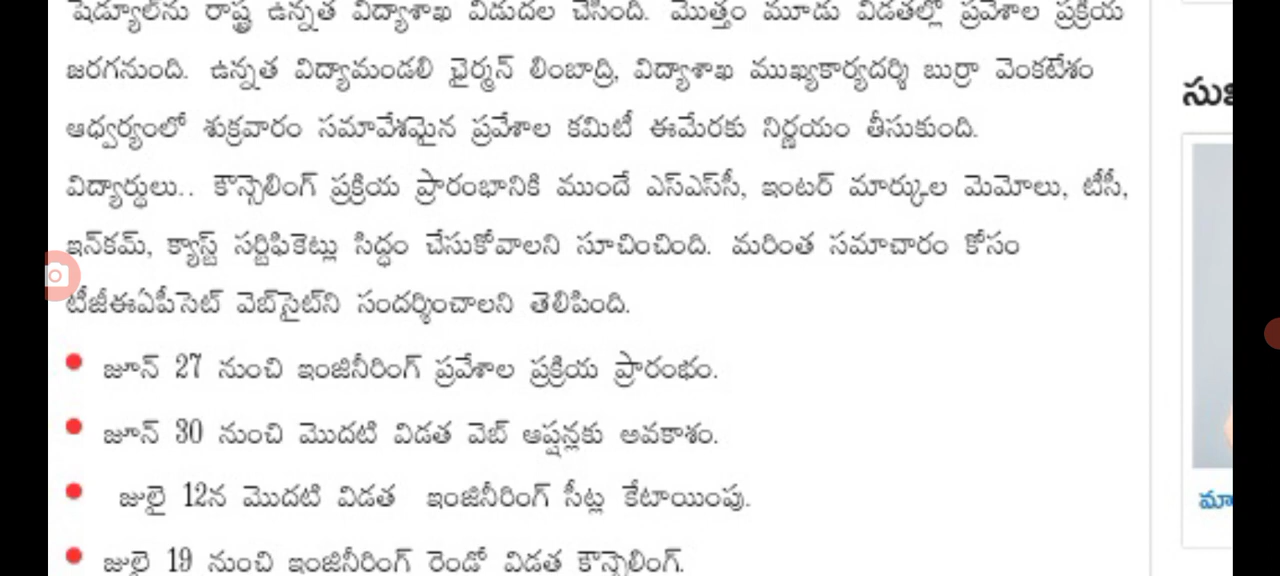 షెడ్యూల్‌ను రాష్ట్ర ఉన్నత విద్యాశాఖ విడుదల చేసింది. మొత్తం మూడు విడతల్లో ప్రవేశాల ప్రక్రియ
జరగనుంది. ఉన్నత విద్యామండలి ఛైర్మన్ లింబాద్రి, విద్యాశాఖ ముఖ్యకార్యదర్శి బుర్రా వెంకటేశం
ఆధ్వర్యంలో శుక్రవారం సమావేశమైన ప్రవేశాల కమిటీ ఈమేరకు నిర్ణయం తీసుకుంది.
విద్యార్థులు.. కౌన్సెలింగ్ ప్రక్రియ ప్రారంభానికి ముందే ఎస్ఎస్‌సీ, ఇంటర్ మార్కుల మెమోలు, టీసీ,
ఇన్‌కమ్, క్యాస్ట్ సర్టిఫికెట్లు సిద్ధం చేసుకోవాలని సూచించింది. మరింత సమాచారం కోసం
టీజీఈఏపీసెట్ వెబ్‌సైట్‌ని సందర్శించాలని తెలిపింది.
జూన్ 27 నుంచి ఇంజినీరింగ్ ప్రవేశాల ప్రక్రియ ప్రారంభం.
జూన్ 30 నుంచి మొదటి విడత వెబ్ ఆప్షన్లకు అవకాశం.
జులై 12న మొదటి విడత ఇంజినీరింగ్ సీట్ల కేటాయింపు.
జులై 19 నుంచి ఇంజినీరింగ్ రెండో విడత కౌన్సెలింగ్.